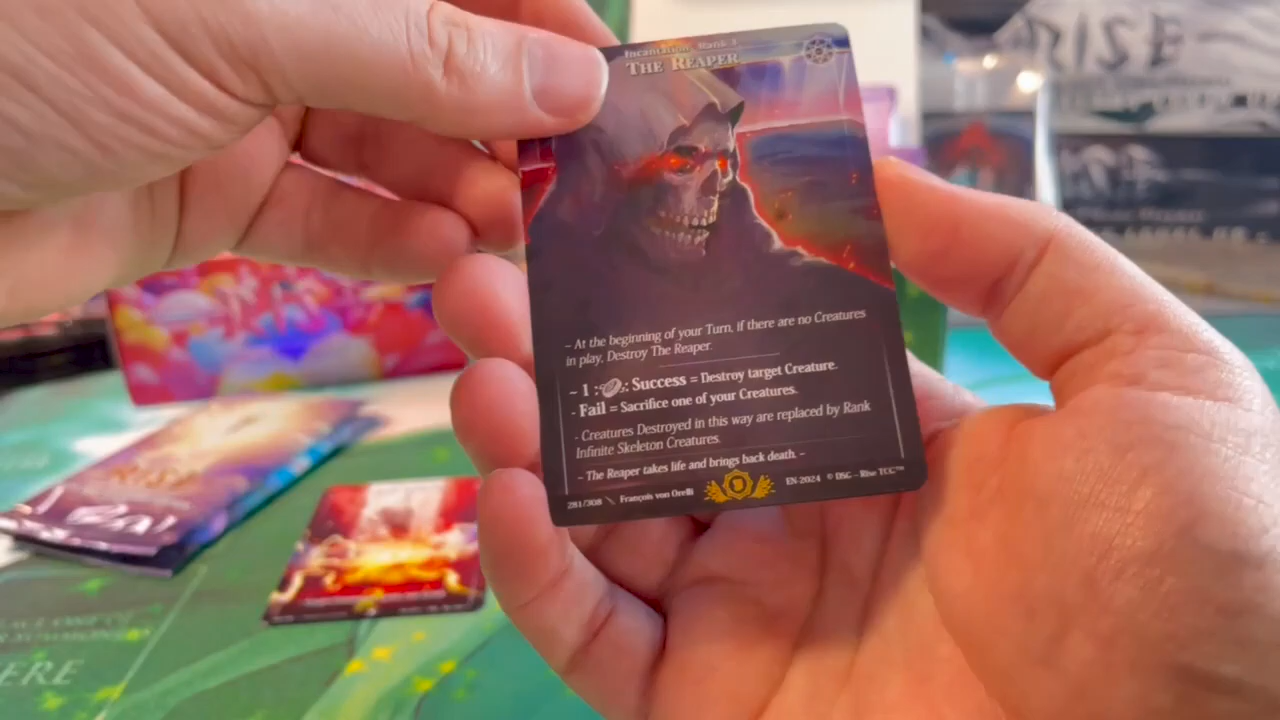 RISE
Incantation, Rank 3
THE REAPER
– At the beginning of your Turn, if there are no Creatures
in play, Destroy The Reaper.
– 1 : : Success = Destroy target Creature.
- Fail = Sacrifice one of your Creatures.
- Creatures Destroyed in this way are replaced by Rank
Infinite Skeleton Creatures.
– The Reaper takes life and brings back death. –
281/308 \ François von Orelli
EN-2024 © DSG – Rise TCG™
RISE
ERE